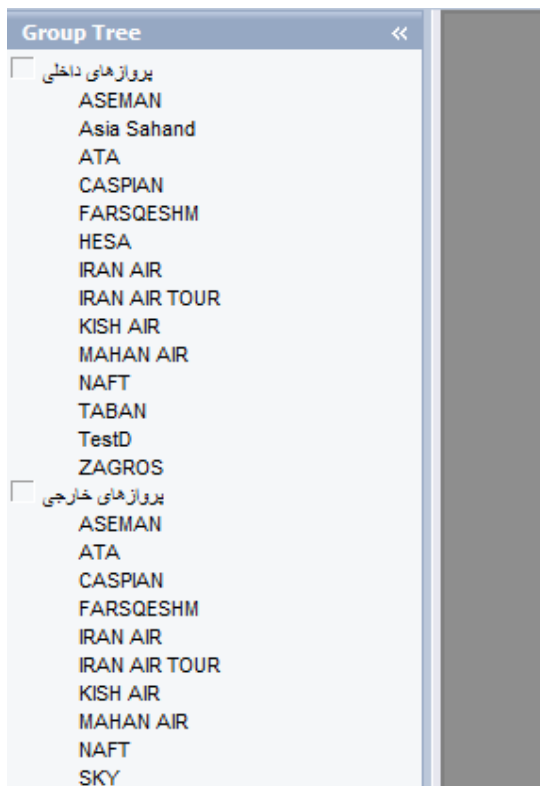 Group Tree «
پروازهای داخلی
ASEMAN
Asia Sahand
ATA
CASPIAN
FARSQESHM
HESA
IRAN AIR
IRAN AIR TOUR
KISH AIR
MAHAN AIR
NAFT
TABAN
TestD
ZAGROS
پروازهای خارجی
ASEMAN
ATA
CASPIAN
FARSQESHM
IRAN AIR
IRAN AIR TOUR
KISH AIR
MAHAN AIR
NAFT
SKY